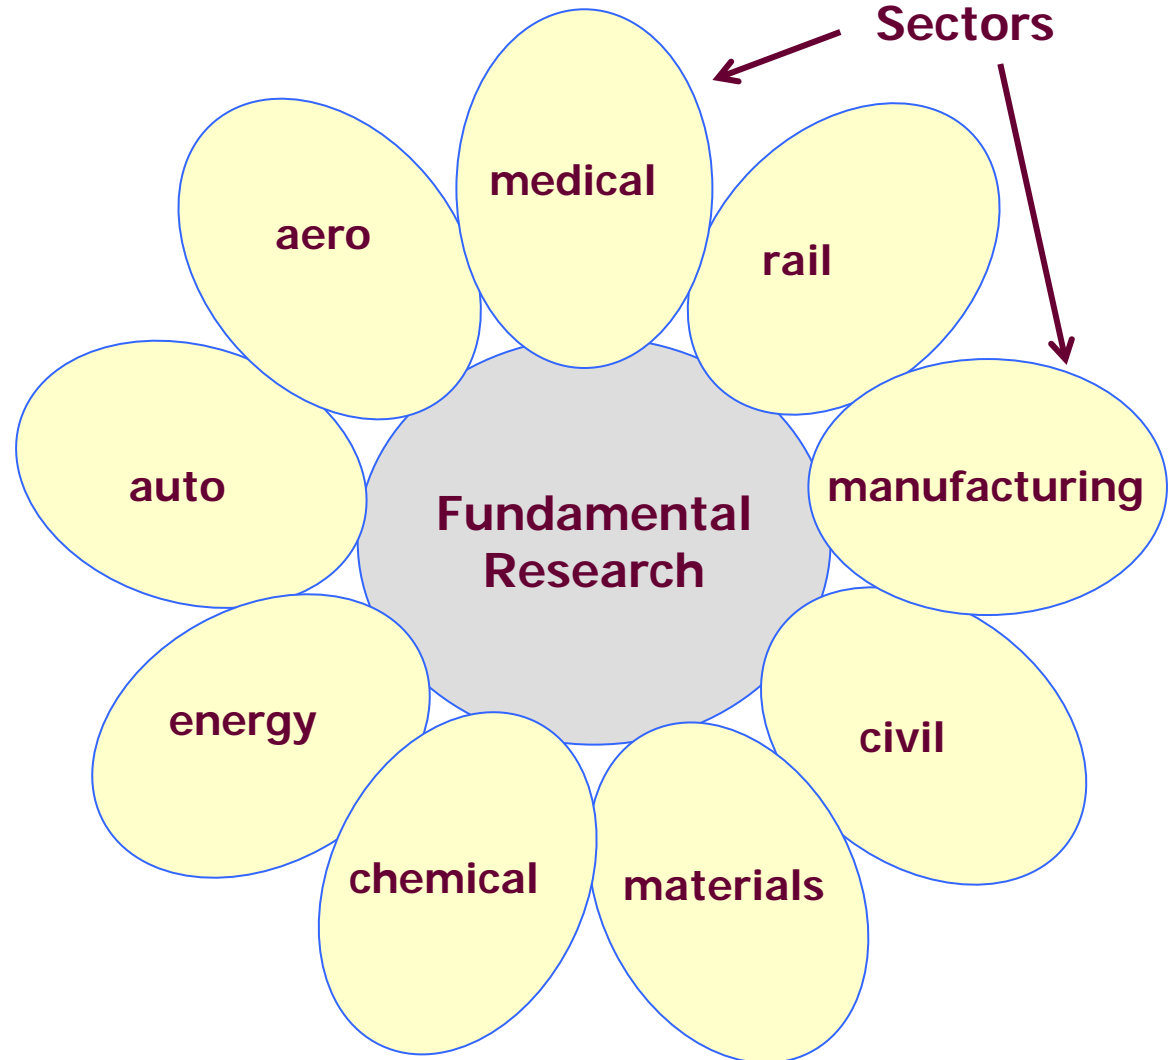 Sectors
medical
aero
rail
auto
manufacturing
Fundamental
Research
energy
civil
chemical
materials